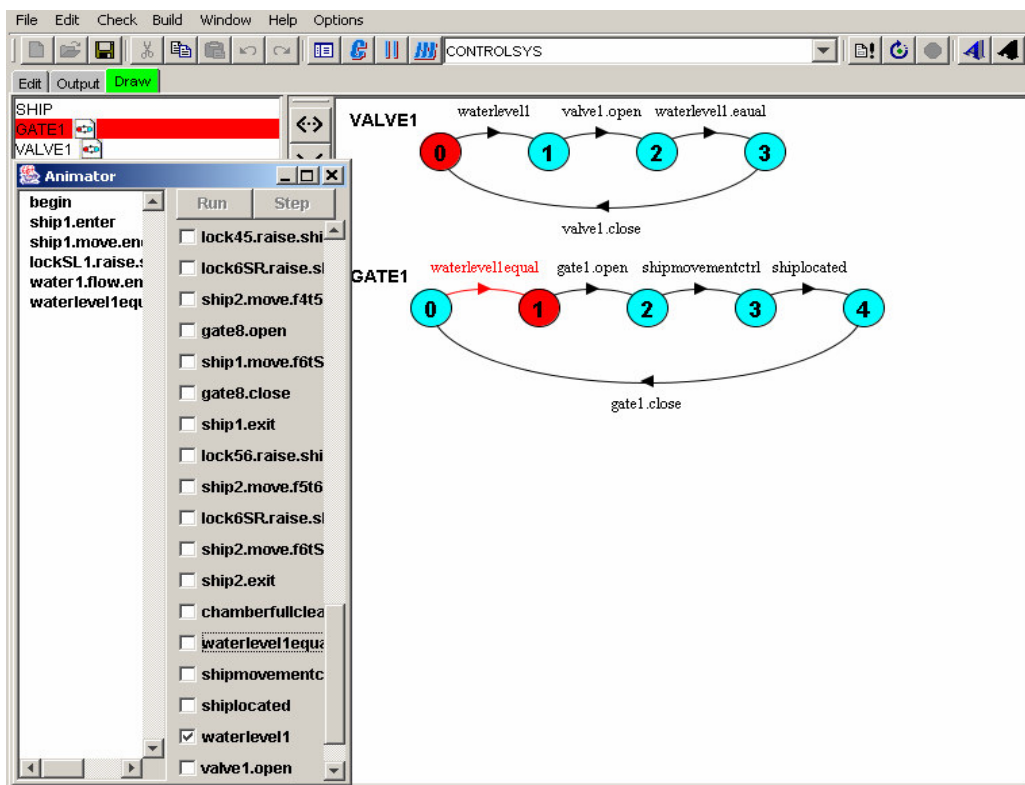 File Edit Check Build Window Help Options
CONTROLSYS
Edit Output Draw
SHIP
GATE1
VALVE1
VALVE1
waterlevel1 valve1.open waterlevel1.eaual
0 1 2 3
valve1.close
GATE1
waterlevel1equal gate1.open shipmovementctrl shiplocated
0 1 2 3 4
gate1.close
Animator
begin
ship1.enter
ship1.move.en
lockSL1.raise.s
water1.flow.en
waterlevel1equ
Run Step
lock45.raise.shi
lock6SR.raise.sl
ship2.move.f4t5
gate8.open
ship1.move.f6tS
gate8.close
ship1.exit
lock56.raise.shi
ship2.move.f5t6
lock6SR.raise.sl
ship2.move.f6tS
ship2.exit
chamberfullclea
waterlevel1equa
shipmovementc
shiplocated
waterlevel1
valve1.open